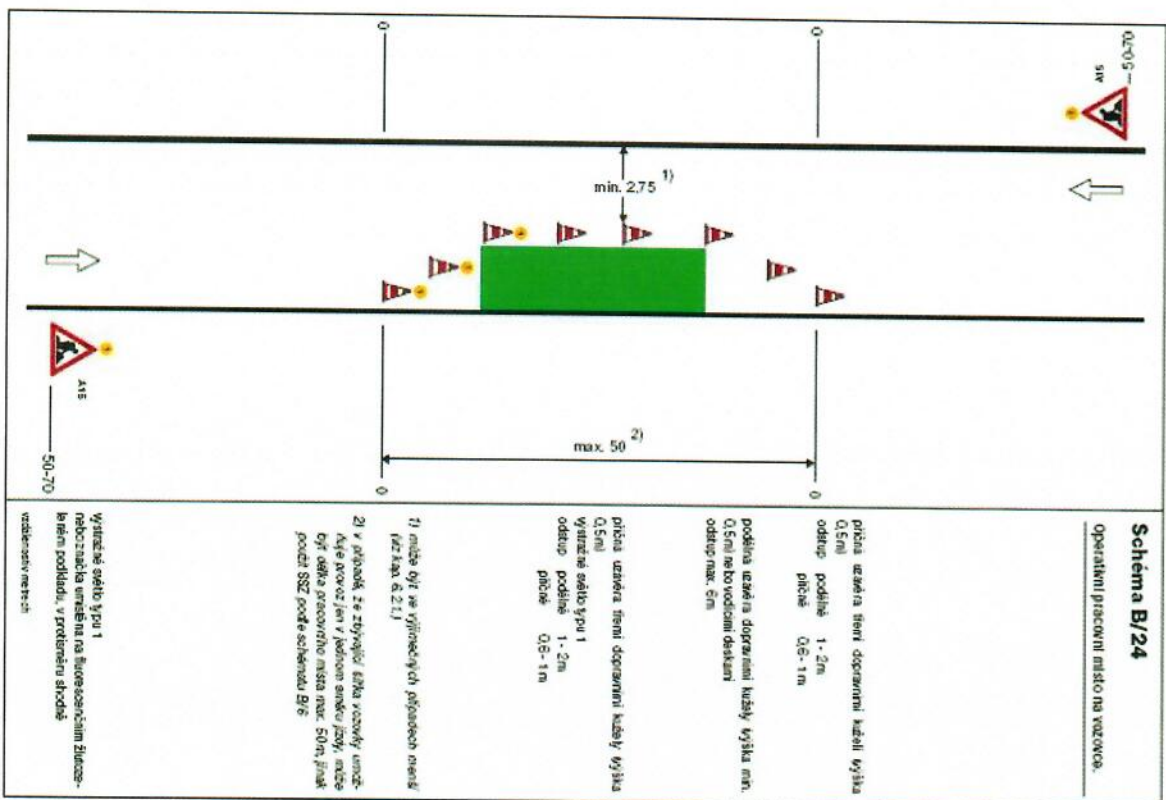 50-70
A15
0
0
min. 2,75 1)
max. 50 2)
0
0
A15
50-70
Schéma B/24
Operativní pracovní místo na vozovce.
příčná uzávěra třemi dopravními kuželi (výška
0,5m)
odstup podélně 1 - 2m
příčně 0,6 - 1 m
podélná uzávěra dopravními kužely (výška min.
0,5m) nebo vodicími deskami
odstup max. 6m
příčná uzávěra třemi dopravními kužely (výška
0,5m)
výstražné světlo typu 1
odstup podélně 1 - 2m
příčně 0,6 - 1 m
1) může být ve výjimečných případech menší
(viz kap. 6.2.1.)
2) v případě, že zbývající šířka vozovky umož-
ňuje provoz jen v jednom směru jízdy, může
být délka pracovního místa max. 50 m, jinak
použít SSZ podle schématu B/6
výstražné světlo typu 1
nebo značka umístěna na fluorescenčním žlutoze-
leném podkladu, v protisměru shodně
vzdálenosti v metrech